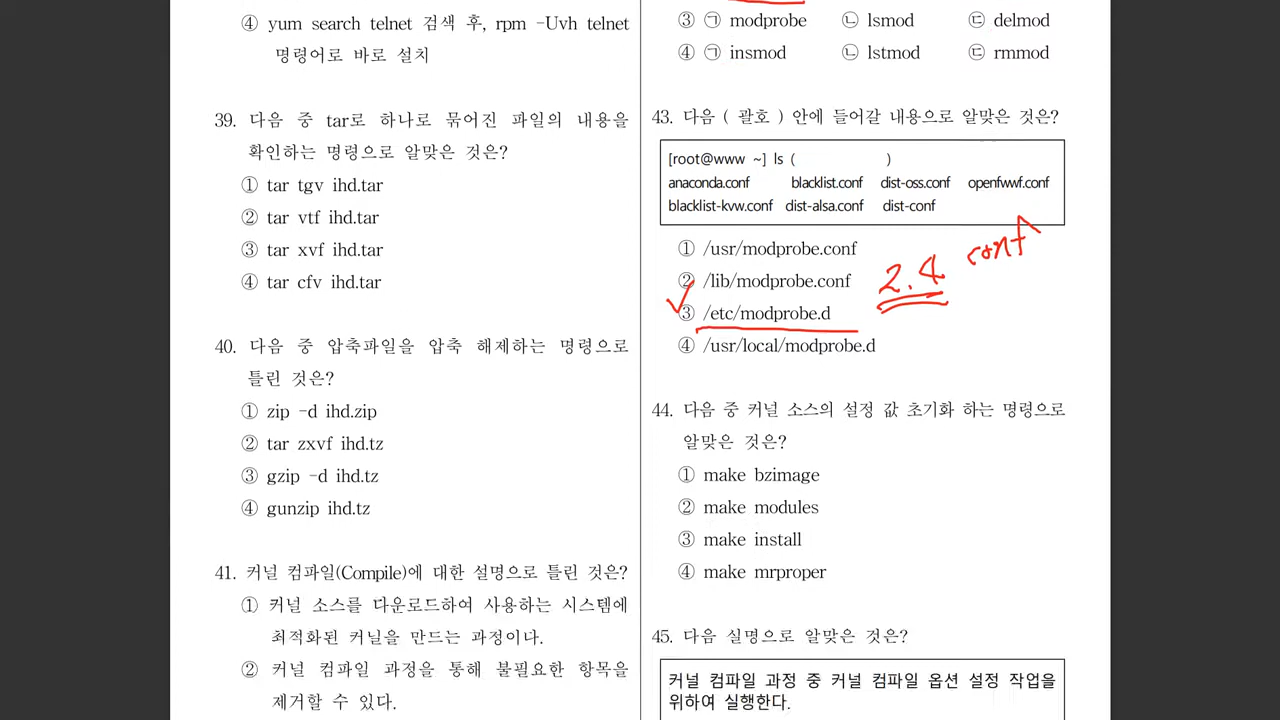 ④ yum search telnet 검색 후, rpm -Uvh telnet
명령어로 바로 설치
39. 다음 중 tar로 하나로 묶어진 파일의 내용을
확인하는 명령으로 알맞은 것은?
① tar tgv ihd.tar
② tar vtf ihd.tar
③ tar xvf ihd.tar
④ tar cfv ihd.tar
40. 다음 중 압축파일을 압축 해제하는 명령으로
틀린 것은?
① zip -d ihd.zip
② tar zxvf ihd.tz
③ gzip -d ihd.tz
④ gunzip ihd.tz
41. 커널 컴파일(Compile)에 대한 설명으로 틀린 것은?
① 커널 소스를 다운로드하여 사용하는 시스템에
최적화된 커닐을 만드는 과정이다.
② 커널 컴파일 과정을 통해 불필요한 항목을
제거할 수 있다.
③ ㉠ modprobe ㉡ lsmod ㉢ delmod
④ ㉠ insmod ㉡ lstmod ㉢ rmmod
43. 다음 ( 괄호 ) 안에 들어갈 내용으로 알맞은 것은?
[root@www ~] ls ( )
anaconda.conf blacklist.conf dist-oss.conf openfwwf.conf
blacklist-kvw.conf dist-alsa.conf dist-conf
① /usr/modprobe.conf
② /lib/modprobe.conf
③ /etc/modprobe.d
④ /usr/local/modprobe.d
2.4 conf
44. 다음 중 커널 소스의 설정 값 초기화 하는 명령으로
알맞은 것은?
① make bzimage
② make modules
③ make install
④ make mrproper
45. 다음 실명으로 알맞은 것은?
커널 컴파일 과정 중 커널 컴파일 옵션 설정 작업을
위하여 실행한다.